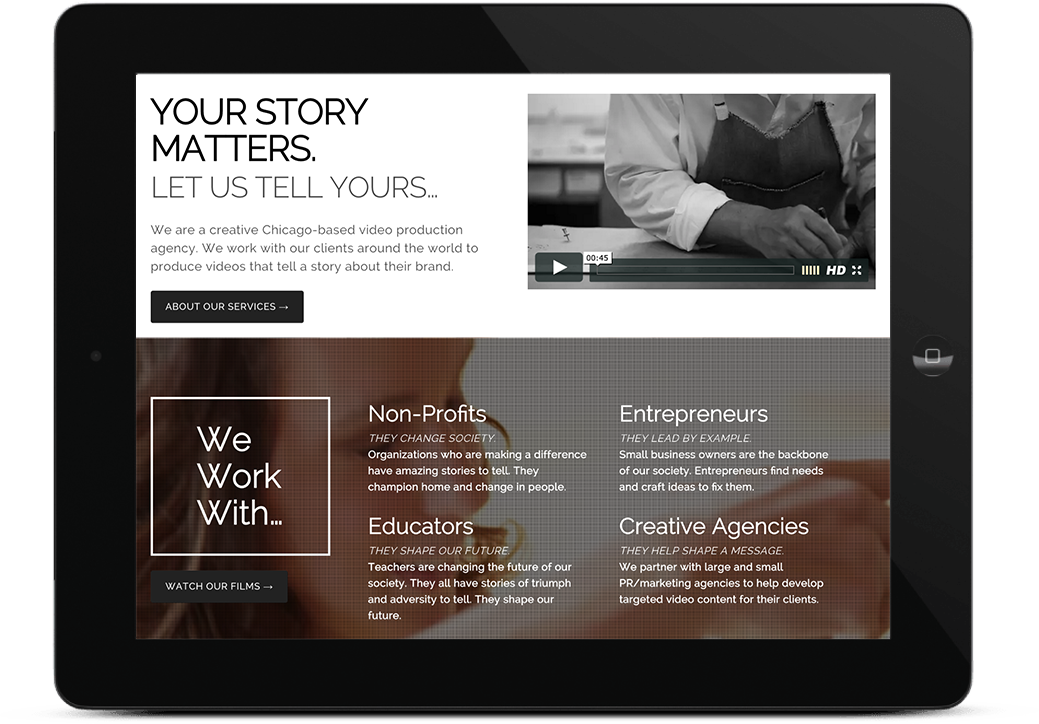 YOUR STORY
MATTERS.
LET US TELL YOURS...
We are a creative Chicago-based video production
agency. We work with our clients around the world to
produce videos that tell a story about their brand.
ABOUT OUR SERVICES →
00:45
HD
We
Work
With...
WATCH OUR FILMS →
Non-Profits
THEY CHANGE SOCIETY.
Organizations who are making a difference
have amazing stories to tell. They
champion home and change in people.
Entrepreneurs
THEY LEAD BY EXAMPLE.
Small business owners are the backbone
of our society. Entrepreneurs find needs
and craft ideas to fix them.
Educators
THEY SHAPE OUR FUTURE.
Teachers are changing the future of our
society. They all have stories of triumph
and adversity to tell. They shape our
future.
Creative Agencies
THEY HELP SHAPE A MESSAGE.
We partner with large and small
PR/marketing agencies to help develop
targeted video content for their clients.